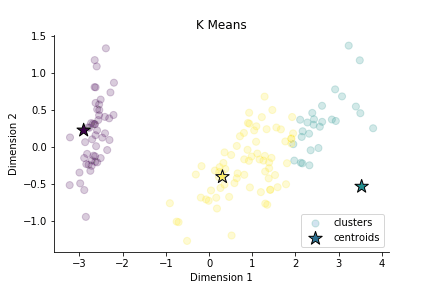 K Means
1.5
1.0
0.5
0.0
−0.5
−1.0
Dimension 2
−3
−2
−1
0
1
2
3
4
Dimension 1
clusters
centroids